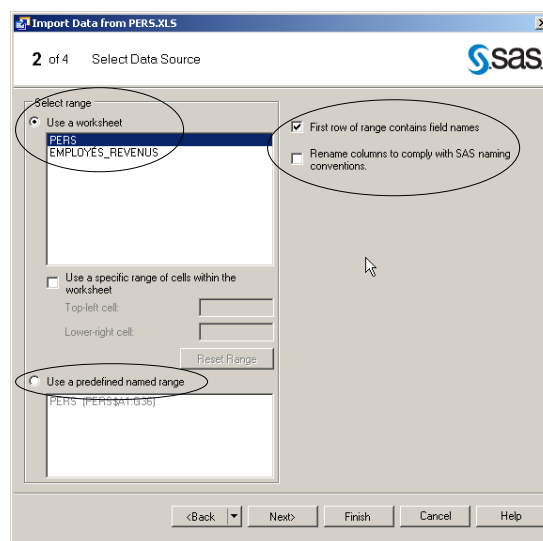 Import Data from PERS.XLS
2 of 4 Select Data Source
sas.
Select range
Use a worksheet
PERS
EMPLOYÉS_REVENUS
Use a specific range of cells within the
worksheet
Top-left cell:
Lower-right cell:
Reset Range
Use a predefined named range
PERS (PERS$A1:G36)
First row of range contains field names
Rename columns to comply with SAS naming
conventions.
<Back
Next>
Finish
Cancel
Help